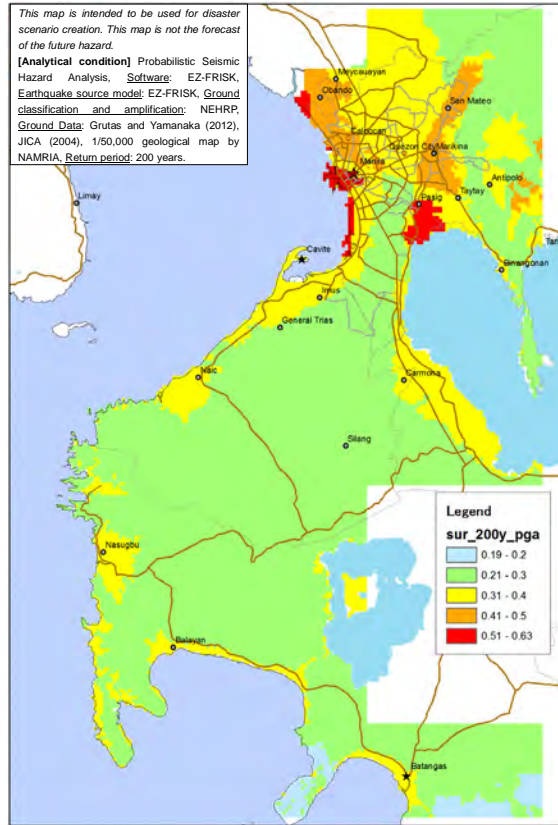 This map is intended to be used for disaster
scenario creation. This map is not the forecast
of the future hazard.
[Analytical condition] Probabilistic Seismic
Hazard Analysis, Software: EZ-FRISK,
Earthquake source model: EZ-FRISK, Ground
classification and amplification: NEHRP,
Ground Data: Grutas and Yamanaka (2012),
JICA (2004), 1/50,000 geological map by
NAMRIA, Return period: 200 years.
Meycauayan
Obando
San Mateo
Caloocan
Quezon City
Marikina
Manila
Antipolo
Limay
Pasig
Taytay
Cavite
Binangonan
Imus
General Trias
Naic
Carmona
Silang
Legend
sur_200y_pga
0.19 - 0.2
0.21 - 0.3
0.31 - 0.4
0.41 - 0.5
0.51 - 0.63
Nasugbu
Balayan
Batangas